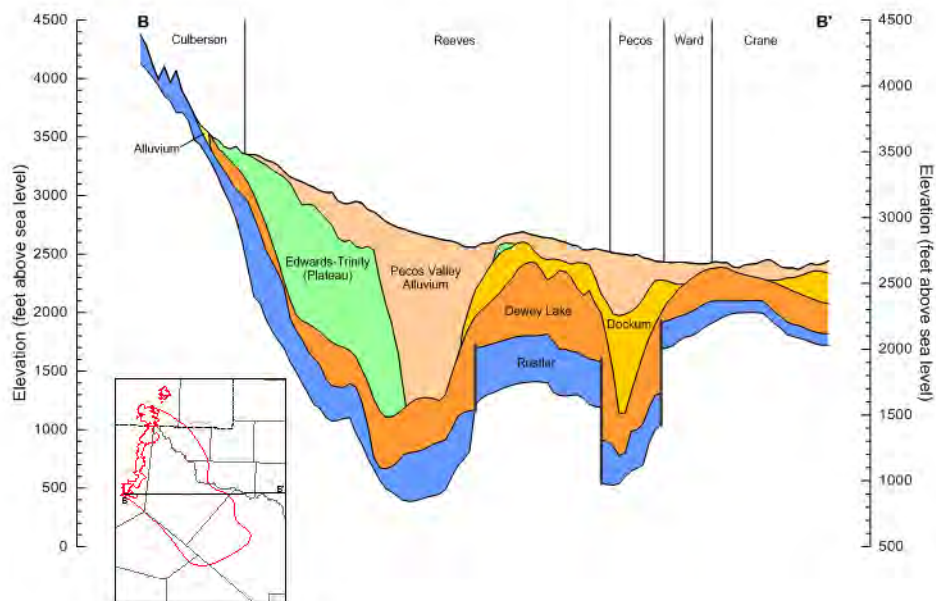 B
B'
Culberson
Reeves
Pecos
Ward
Crane
4500
4000
3500
3000
2500
2000
1500
1000
500
0
Elevation (feet above sea level)
4500
4000
3500
3000
2500
2000
1500
1000
500
Elevation (feet above sea level)
Alluvium
Edwards-Trinity
(Plateau)
Pecos Valley
Alluvium
Dewey Lake
Dockum
Rustler
B
B'